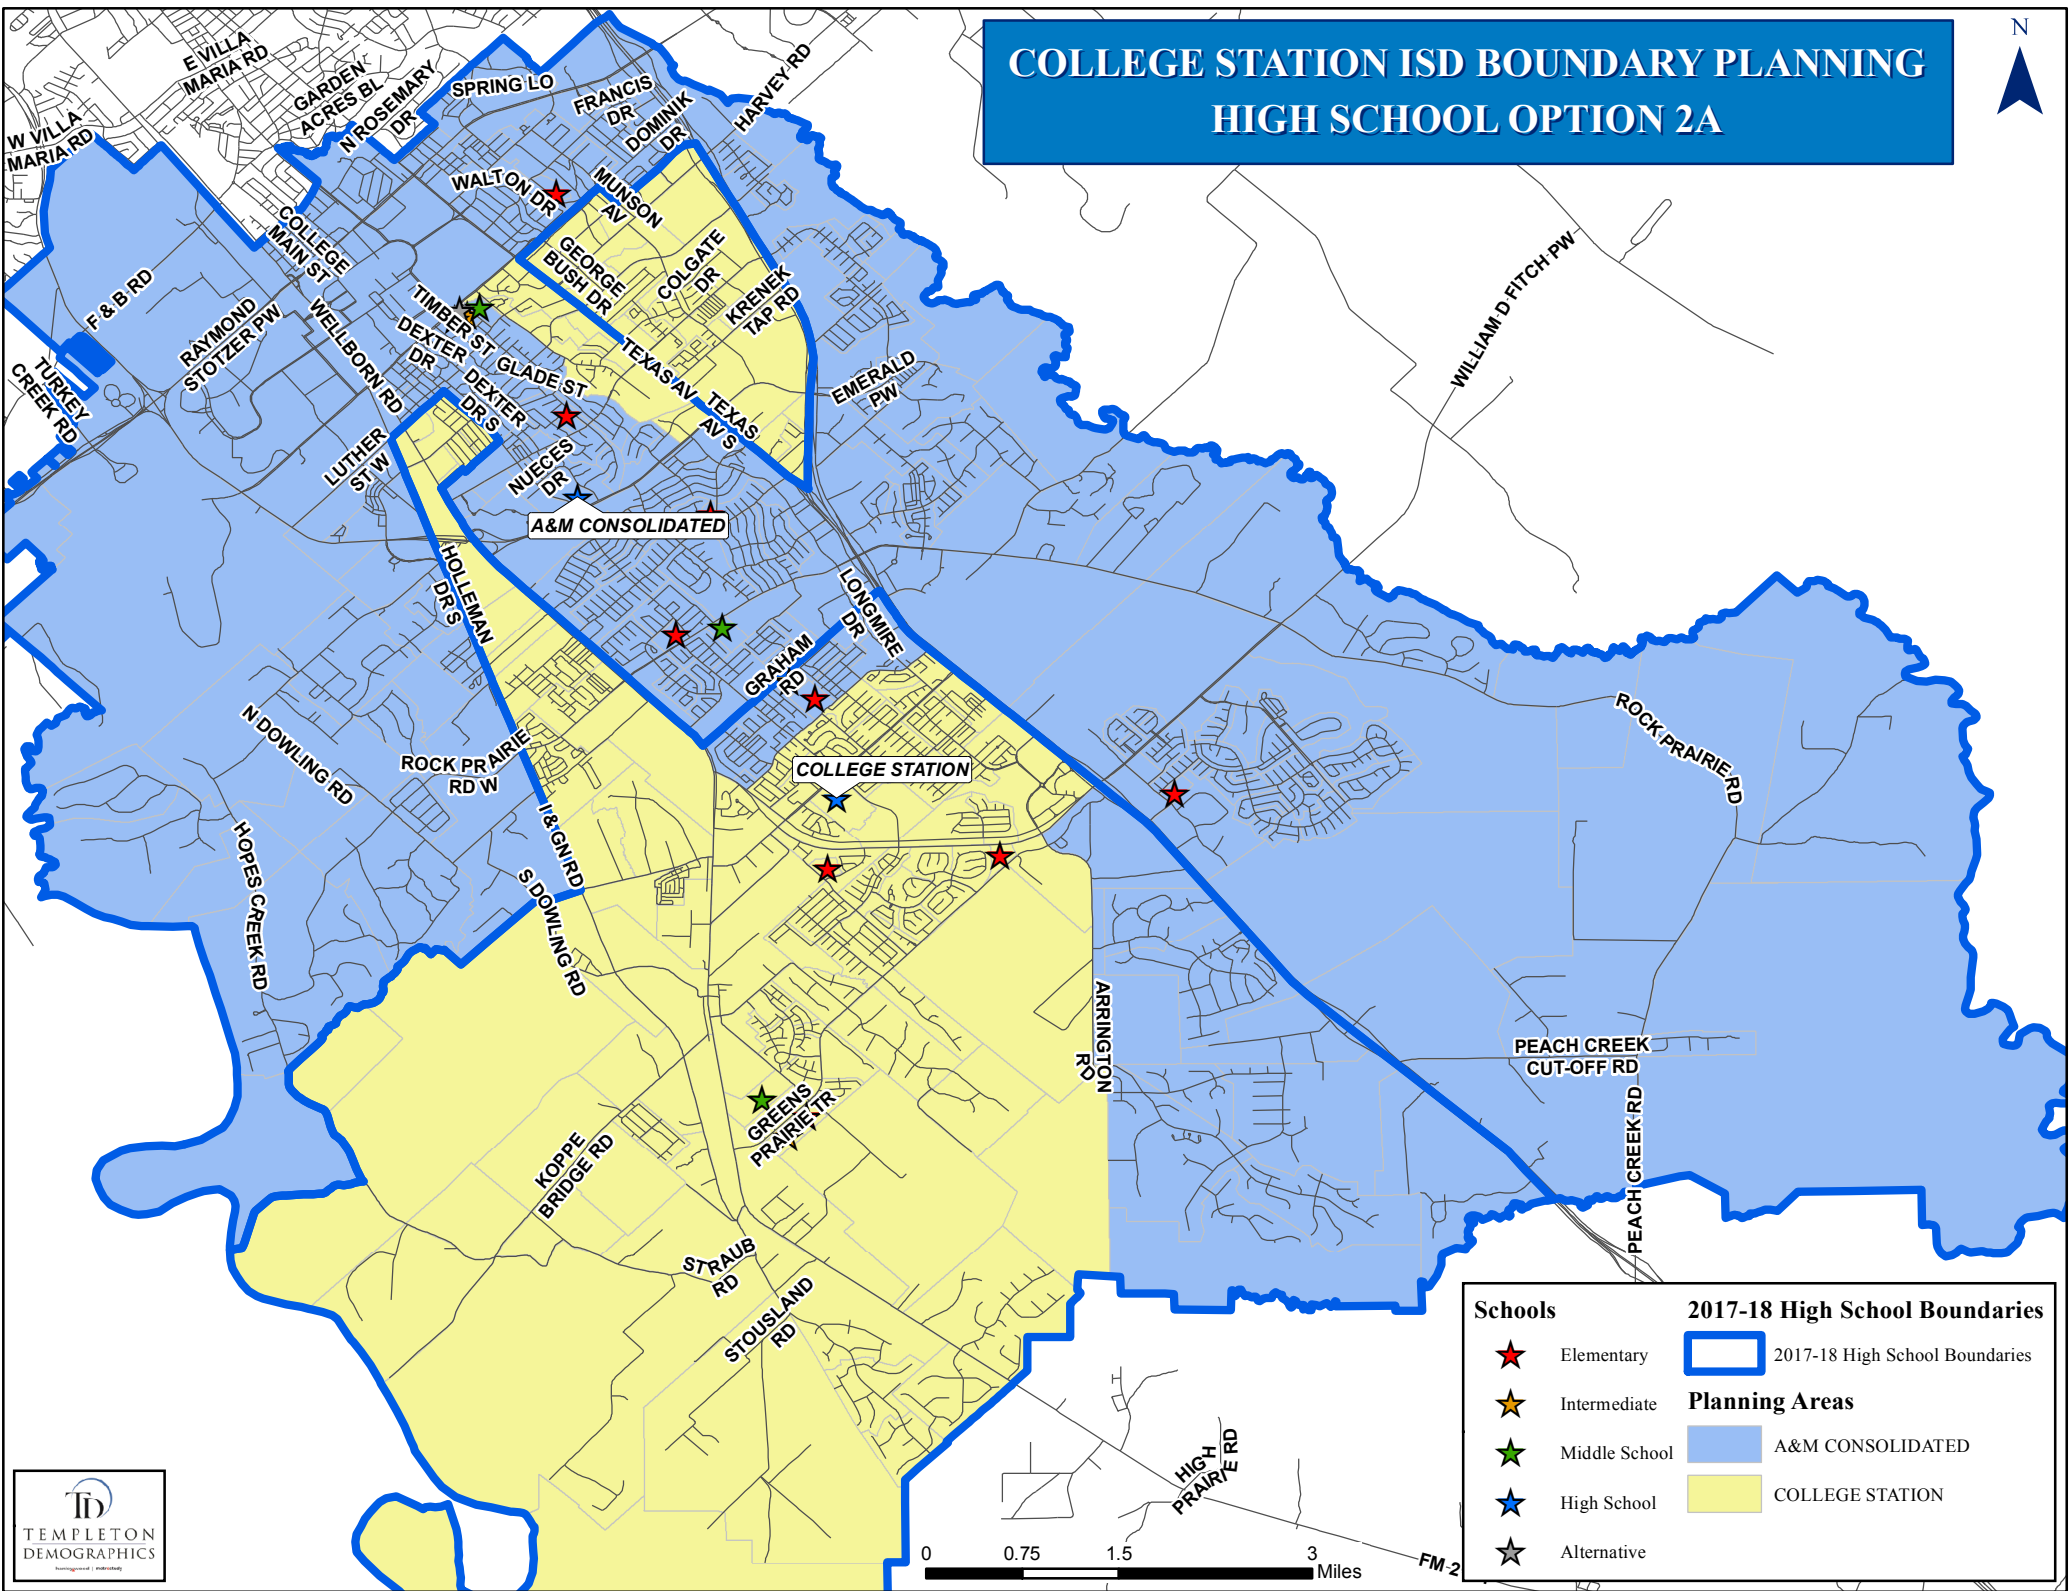 COLLEGE STATION ISD BOUNDARY PLANNING
HIGH SCHOOL OPTION 2A
N
E VILLA
MARIA RD
GARDEN
ACRES BL
N ROSEMARY
DR
SPRING LO
FRANCIS
DR
DOMINIK
DR
HARVEY RD
W VILLA
MARIA RD
WALTON DR
MUNSON
AV
COLLEGE
MAIN ST
GEORGE
BUSH DR
COLGATE
DR
KRENEK
TAP RD
F & B RD
RAYMOND
STOTZER PW
WELLBORN RD
TIMBER ST
DEXTER
DR
GLADE ST
DEXTER
DR S
TEXAS AV
TEXAS
AV S
EMERALD
PW
WILLIAM D FITCH PW
TURKEY
CREEK RD
LUTHER
ST W
NUECES
DR
A&M CONSOLIDATED
HOLLEMAN
DR S
LONGMIRE
DR
GRAHAM
RD
N DOWLING RD
ROCK PRAIRIE
RD W
ROCK PRAIRIE RD
COLLEGE STATION
I & GN RD
HOPES CREEK RD
S DOWLING RD
ARRINGTON
RD
PEACH CREEK
CUT-OFF RD
PEACH CREEK RD
GREENS
PRAIRIE TR
KOPPE
BRIDGE RD
STRAUB
RD
STOUSLAND
RD
HIGH
PRAIRIE RD
FM 2
Schools
Elementary
Intermediate
Middle School
High School
Alternative
2017-18 High School Boundaries
2017-18 High School Boundaries
Planning Areas
A&M CONSOLIDATED
COLLEGE STATION
0 0.75 1.5 3
Miles
TD
TEMPLETON
DEMOGRAPHICS